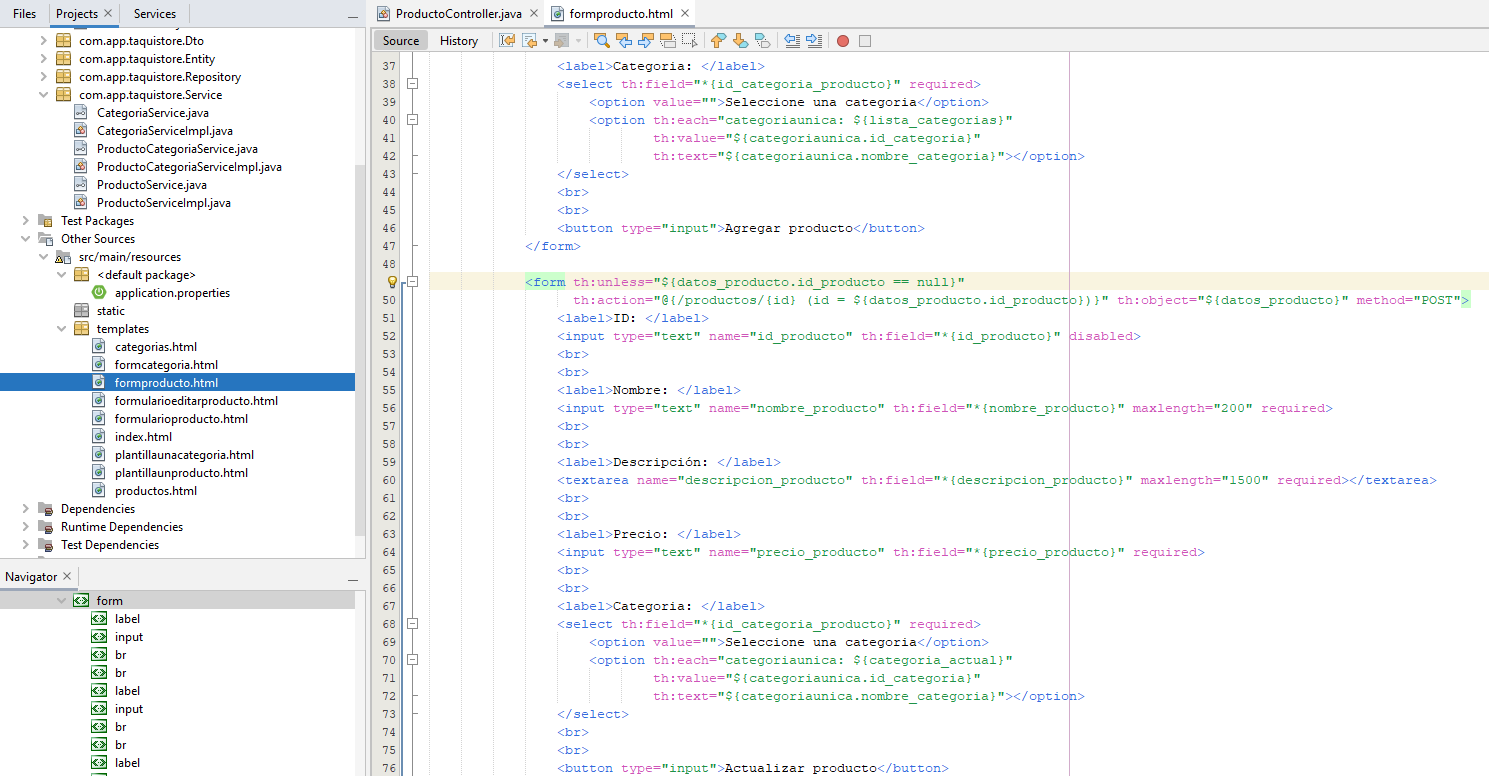 Files Projects Services
com.app.taquistore.Dto
com.app.taquistore.Entity
com.app.taquistore.Repository
com.app.taquistore.Service
CategoriaService.java
CategoriaServiceImpl.java
ProductoCategoriaService.java
ProductoCategoriaServiceImpl.java
ProductoService.java
ProductoServiceImpl.java
Test Packages
Other Sources
src/main/resources
<default package>
application.properties
static
templates
categorias.html
formcategoria.html
formproducto.html
formularioeditarproducto.html
formularioproducto.html
index.html
plantillaunacategoria.html
plantillaunproducto.html
productos.html
Dependencies
Runtime Dependencies
Test Dependencies
Navigator
form
label
input
br
br
label
input
br
br
label
ProductoController.java formproducto.html
Source History
37 <label>Categoria: </label>
38 <select th:field="*{id_categoria_producto}" required>
39 <option value="">Seleccione una categoria</option>
40 <option th:each="categoriaunica: ${lista_categorias}"
41 th:value="${categoriaunica.id_categoria}"
42 th:text="${categoriaunica.nombre_categoria}"></option>
43 </select>
44 <br>
45 <br>
46 <button type="input">Agregar producto</button>
47 </form>
48
<form th:unless="${datos_producto.id_producto == null}"
50 th:action="@{/productos/{id} (id = ${datos_producto.id_producto})}" th:object="${datos_producto}" method="POST">
51 <label>ID: </label>
52 <input type="text" name="id_producto" th:field="*{id_producto}" disabled>
53 <br>
54 <br>
55 <label>Nombre: </label>
56 <input type="text" name="nombre_producto" th:field="*{nombre_producto}" maxlength="200" required>
57 <br>
58 <br>
59 <label>Descripción: </label>
60 <textarea name="descripcion_producto" th:field="*{descripcion_producto}" maxlength="1500" required></textarea>
61 <br>
62 <br>
63 <label>Precio: </label>
64 <input type="text" name="precio_producto" th:field="*{precio_producto}" required>
65 <br>
66 <br>
67 <label>Categoria: </label>
68 <select th:field="*{id_categoria_producto}" required>
69 <option value="">Seleccione una categoria</option>
70 <option th:each="categoriaunica: ${categoria_actual}"
71 th:value="${categoriaunica.id_categoria}"
72 th:text="${categoriaunica.nombre_categoria}"></option>
73 </select>
74 <br>
75 <br>
76 <button type="input">Actualizar producto</button>